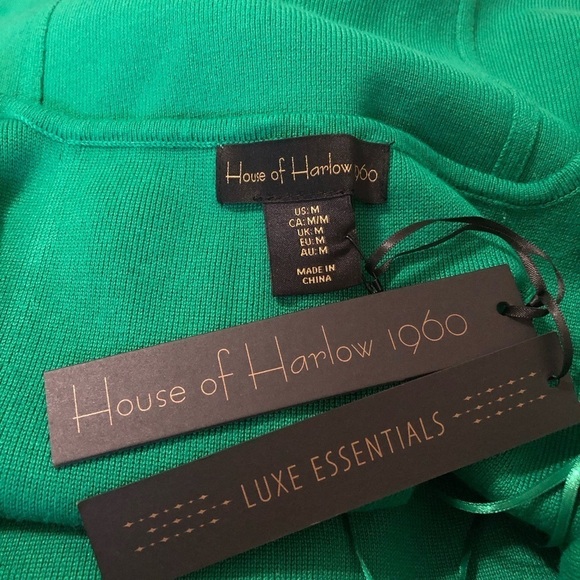 House of Harlow 1960
US: M
CA: M/M
UK: M
EU: M
AU: M
MADE IN
CHINA
House of Harlow 1960
LUXE ESSENTIALS